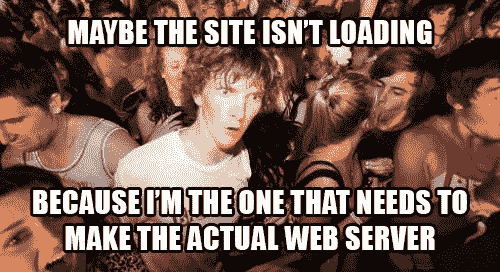 MAYBE THE SITE ISN'T LOADING
BECAUSE I'M THE ONE THAT NEEDS TO
MAKE THE ACTUAL WEB SERVER